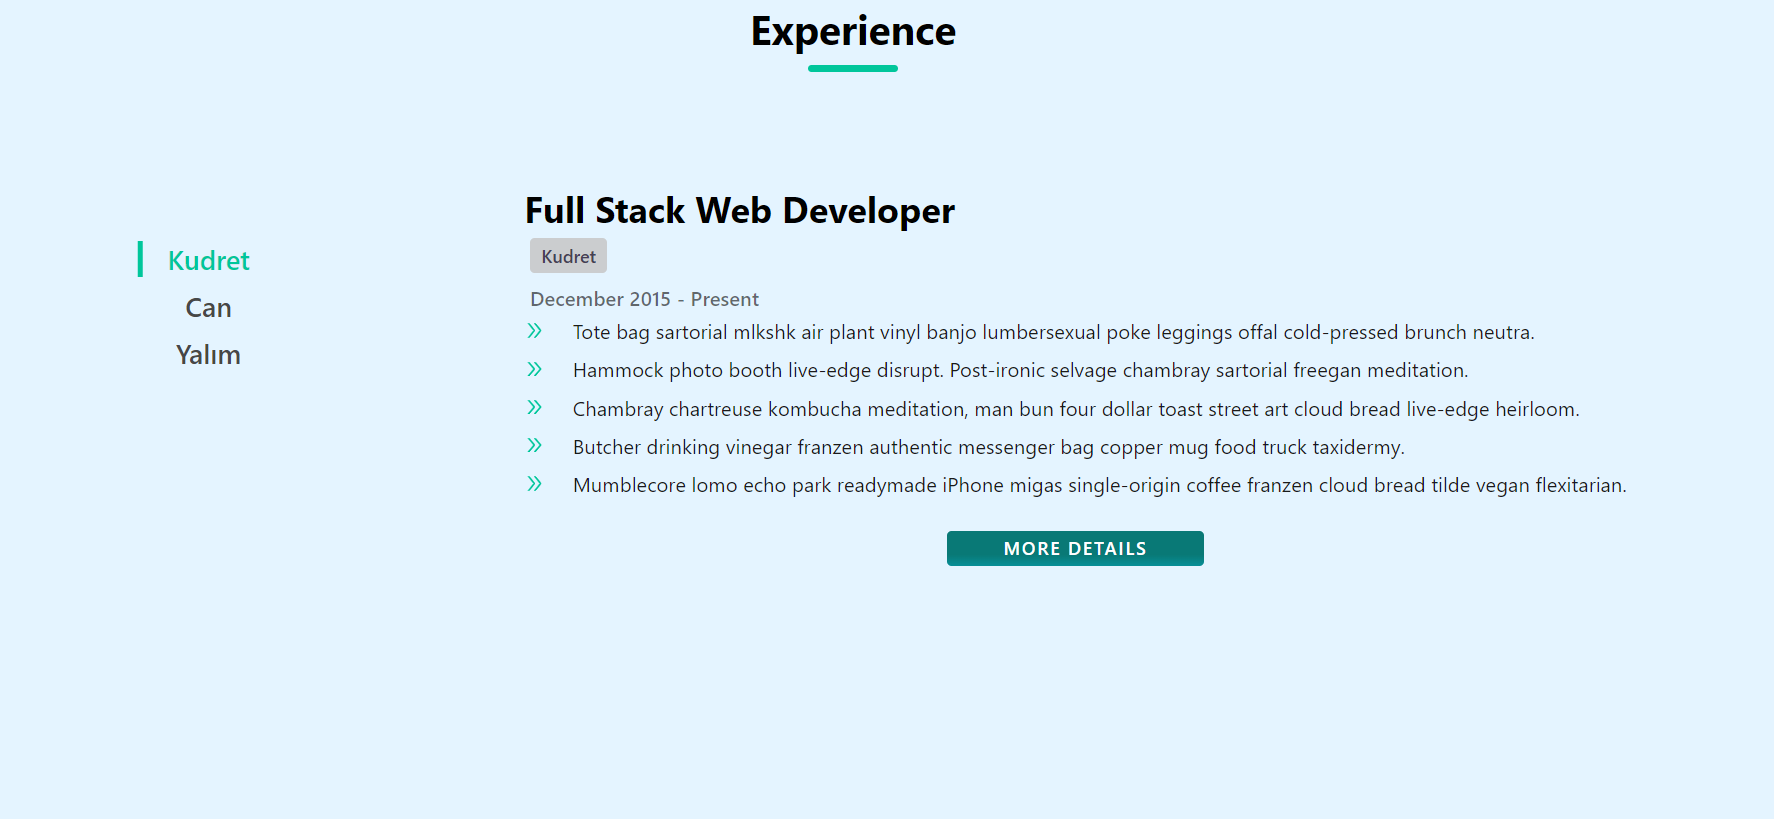 Experience
Kudret
Can
Yalım
Full Stack Web Developer
Kudret
December 2015 - Present
Tote bag sartorial mlkshk air plant vinyl banjo lumbersexual poke leggings offal cold-pressed brunch neutra.
Hammock photo booth live-edge disrupt. Post-ironic selvage chambray sartorial freegan meditation.
Chambray chartreuse kombucha meditation, man bun four dollar toast street art cloud bread live-edge heirloom.
Butcher drinking vinegar franzen authentic messenger bag copper mug food truck taxidermy.
Mumblecore lomo echo park readymade iPhone migas single-origin coffee franzen cloud bread tilde vegan flexitarian.
MORE DETAILS